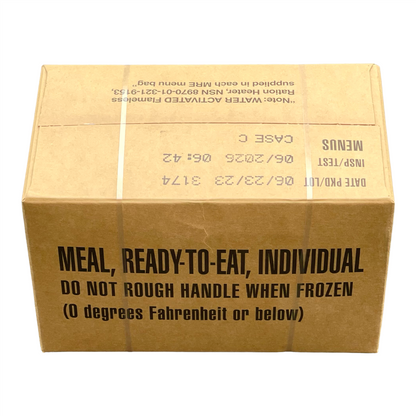 DATE PKD/LOT 06/23/23 3174
INSP/TEST 06/2026 06:42
MENUS CASE C
"Note: WATER ACTIVATED Flameless
Ration Heater, NSN 8970-01-321-9153,
supplied in each MRE menu bag"
MEAL, READY-TO-EAT, INDIVIDUAL
DO NOT ROUGH HANDLE WHEN FROZEN
(0 degrees Fahrenheit or below)